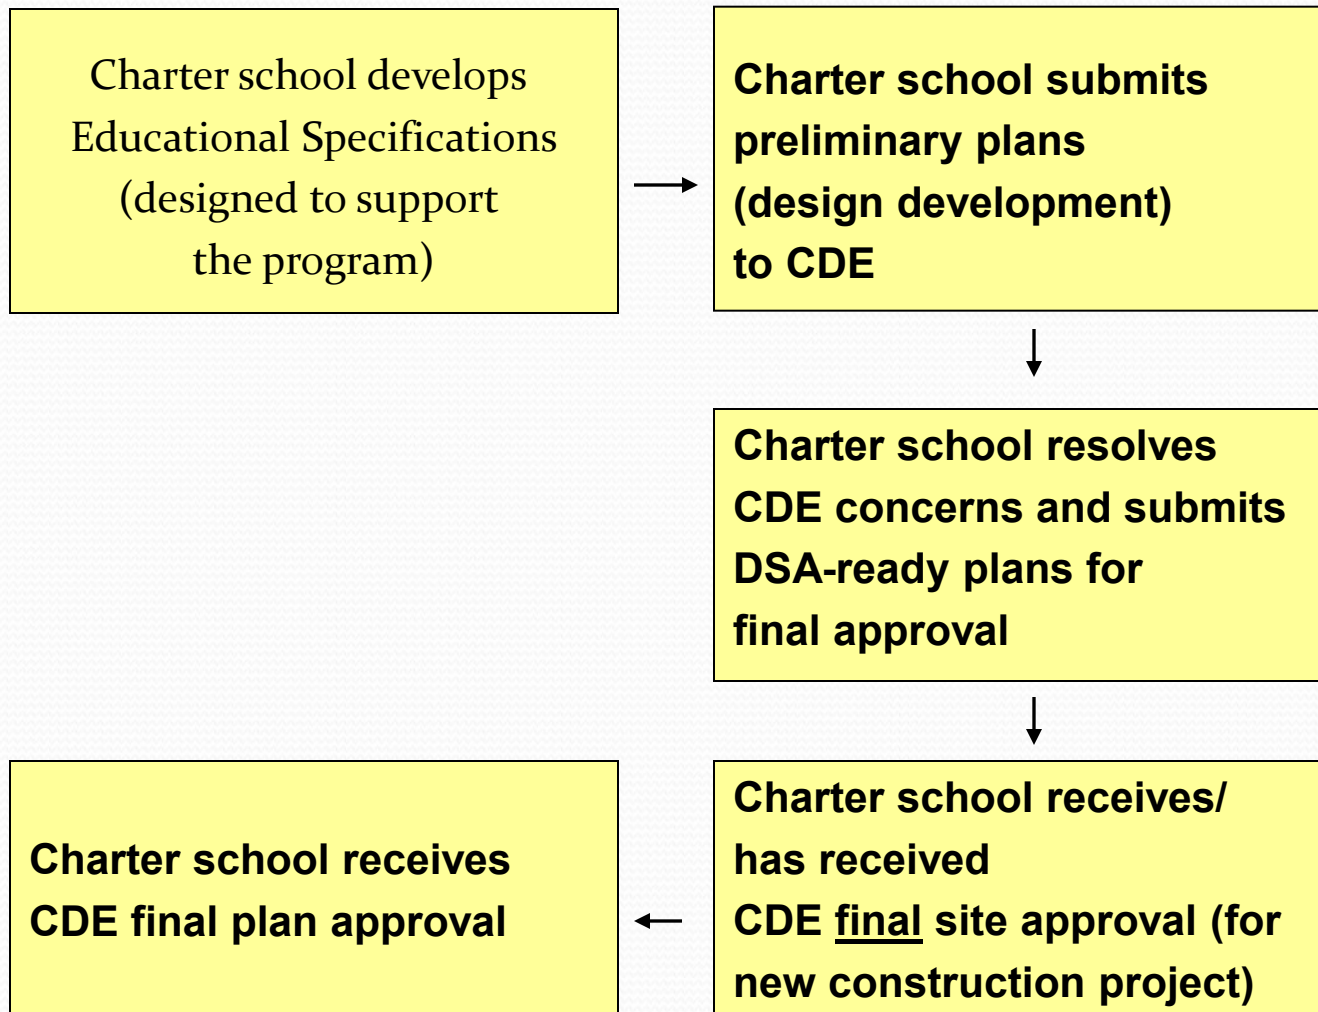 Charter school develops
Educational Specifications
(designed to support
the program)
Charter school submits
preliminary plans
(design development)
to CDE
Charter school resolves
CDE concerns and submits
DSA-ready plans for
final approval
Charter school receives/
has received
CDE final site approval (for
new construction project)
Charter school receives
CDE final plan approval